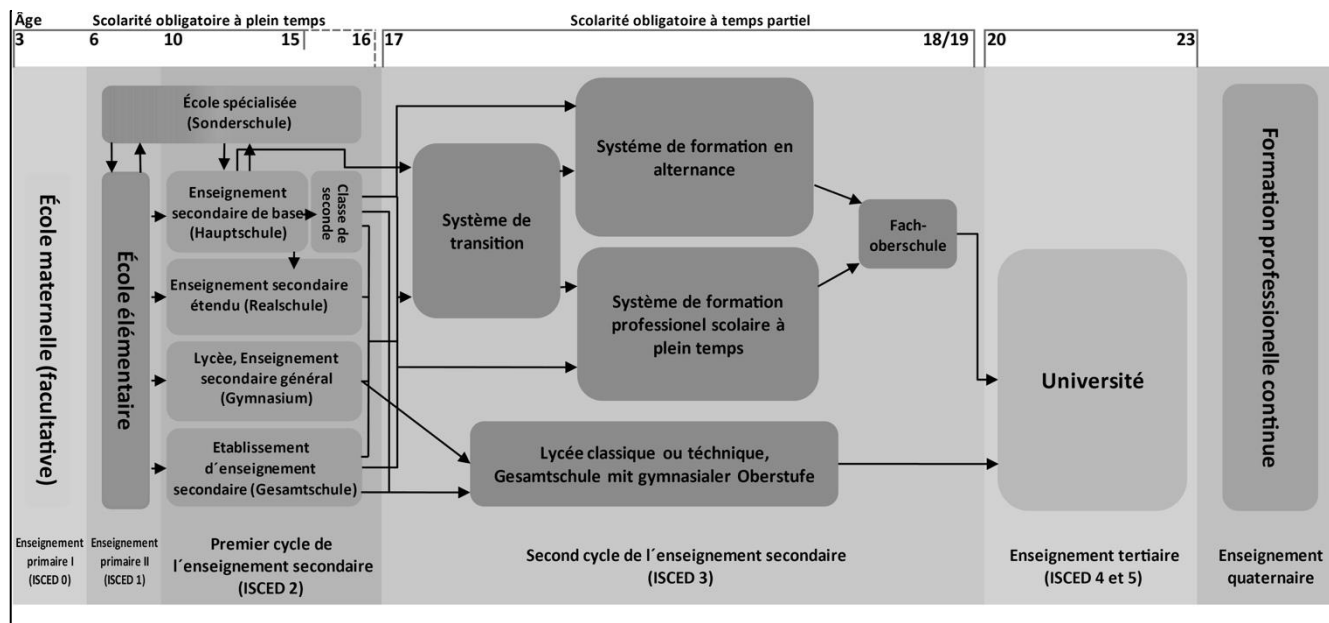 Âge
Scolarité obligatoire à plein temps
Scolarité obligatoire à temps partiel
3
6
10
15
16
17
18/19
20
23
École spécialisée
(Sonderschule)
École maternelle (facultative)
École élémentaire
Enseignement
secondaire de base
(Hauptschule)
Classe de
seconde
Enseignement secondaire
étendu (Realschule)
Lycèe, Enseignement
secondaire général
(Gymnasium)
Etablissement
d´enseignement
secondaire (Gesamtschule)
Système de
transition
Systéme de formation en
alternance
Système de formation
professionel scolaire à
plein temps
Fach-
oberschule
Lycée classique ou téchnique,
Gesamtschule mit gymnasialer Oberstufe
Université
Formation professionelle continue
Enseignement
primaire I
(ISCED 0)
Enseignement
primaire II
(ISCED 1)
Premier cycle de
l´enseignement secondaire
(ISCED 2)
Second cycle de l´enseignement secondaire
(ISCED 3)
Enseignement tertiaire
(ISCED 4 et 5)
Enseignement
quaternaire